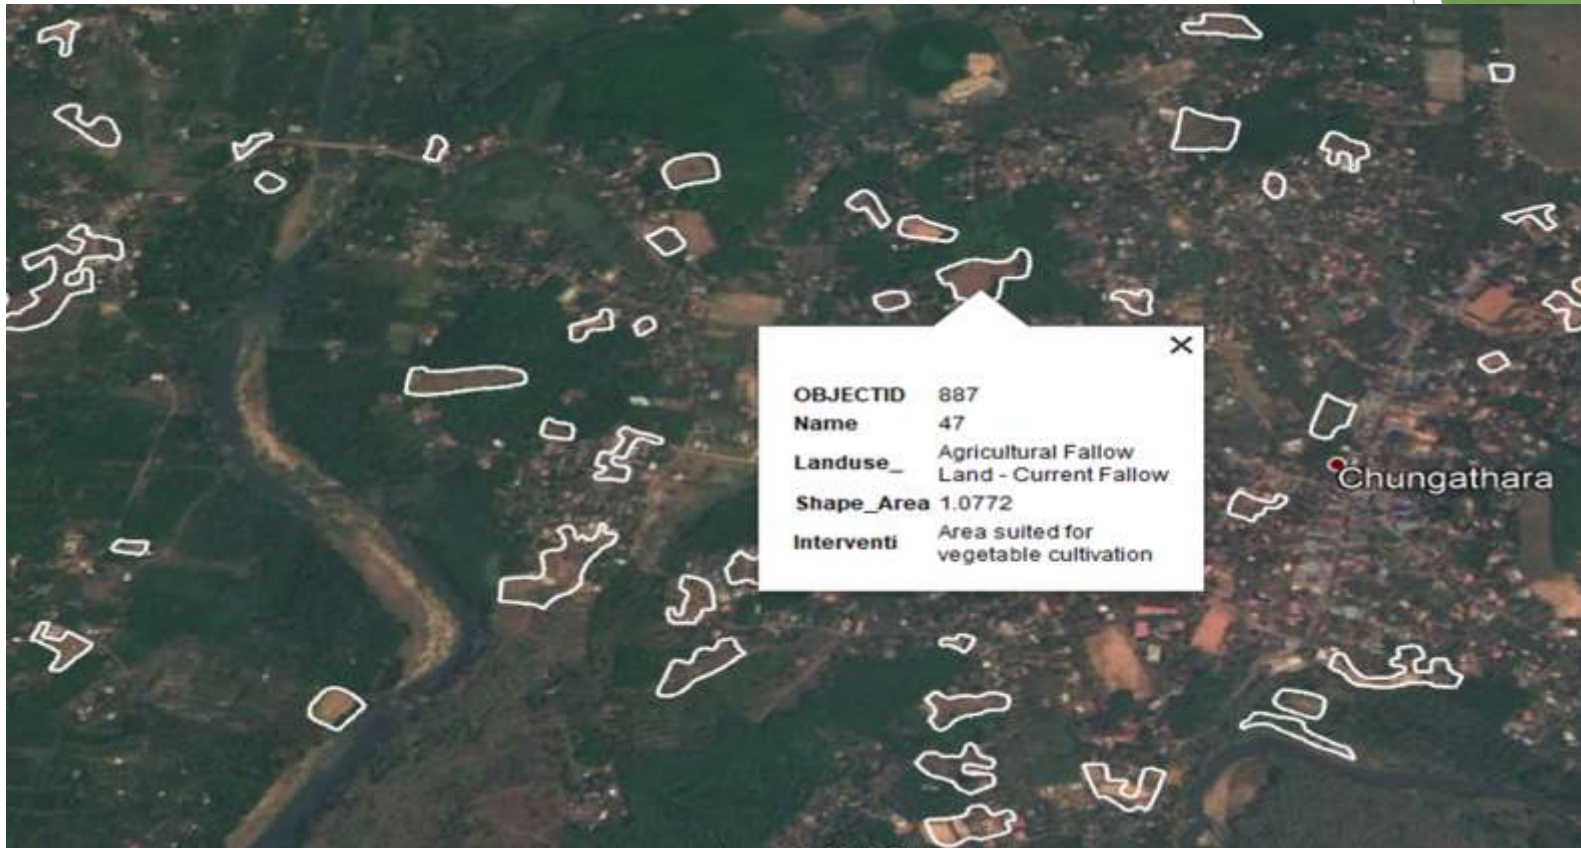 OBJECTID 887
Name 47
Landuse_ Agricultural Fallow
Land - Current Fallow
Shape_Area 1.0772
Interventi Area suited for
vegetable cultivation
Chungathara